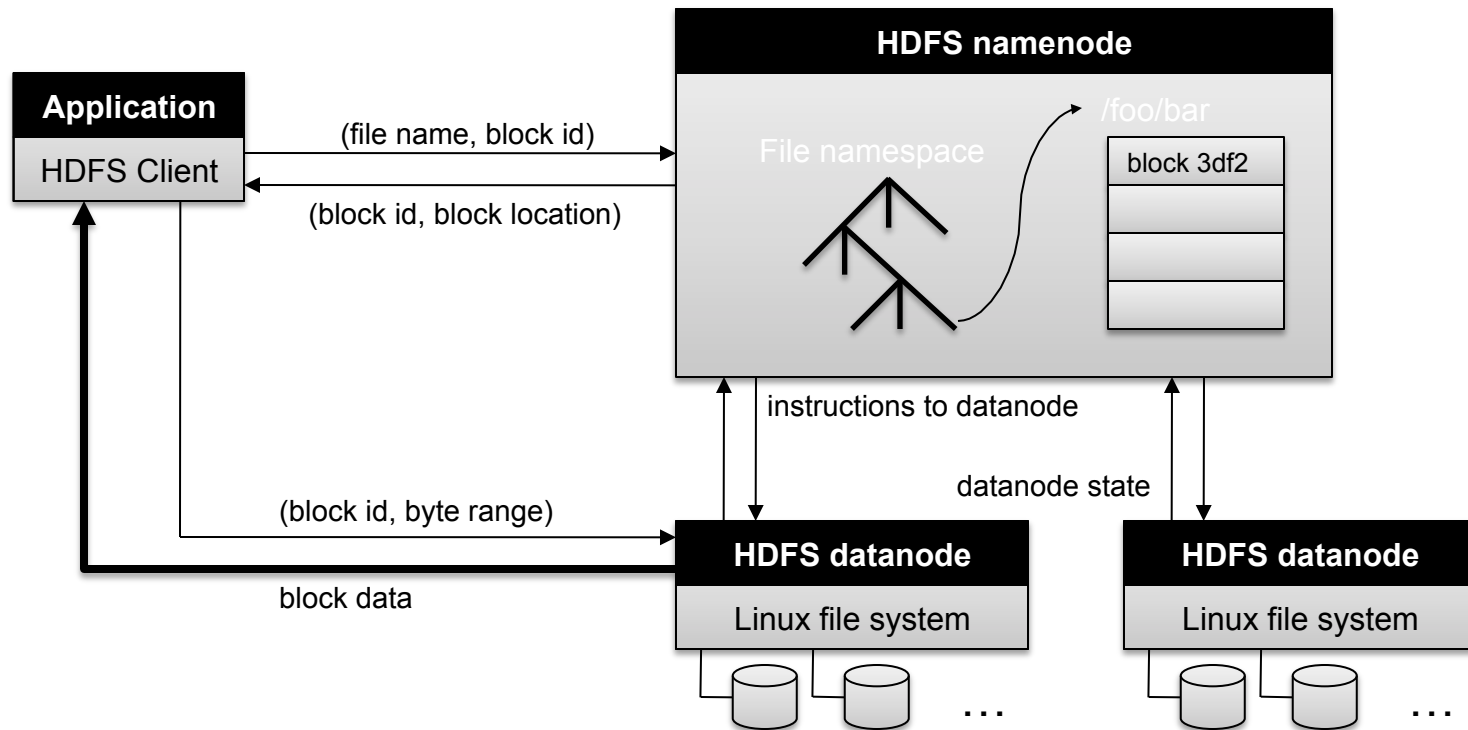 HDFS namenode
Application
HDFS Client
(file name, block id)
(block id, block location)
File namespace
/foo/bar
block 3df2
instructions to datanode
datanode state
(block id, byte range)
block data
HDFS datanode
Linux file system
...
HDFS datanode
Linux file system
...